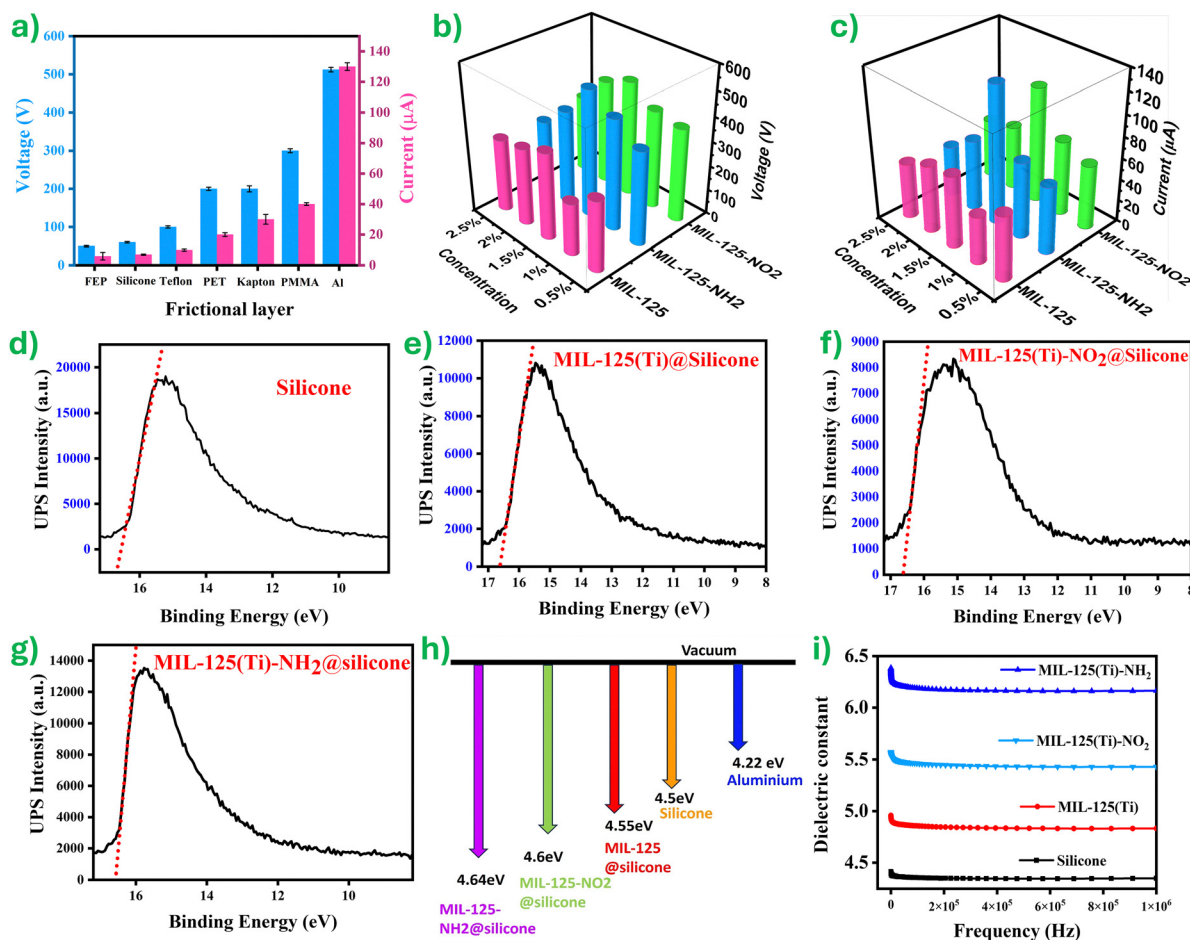 a)
600
500
400
300
200
100
0
Voltage (V)
140
120
100
80
60
40
20
0
Current (μA)
FEP Silicone Teflon PET Kapton PMMA Al
Frictional layer
b)
600
500
400
300
200
100
0
Voltage (V)
2.5%
2%
1.5%
1%
0.5%
Concentration
MIL-125-NO2
MIL-125-NH2
MIL-125
c)
140
120
100
80
60
40
20
0
Current (μA)
2.5%
2%
1.5%
1%
0.5%
Concentration
MIL-125-NO2
MIL-125-NH2
MIL-125
d)
Silicone
20000
15000
10000
5000
0
UPS Intensity (a.u.)
16 14 12 10
Binding Energy (eV)
e)
MIL-125(Ti)@Silicone
12000
10000
8000
6000
4000
2000
0
UPS Intensity (a.u.)
17 16 15 14 13 12 11 10 9 8
Binding Energy (eV)
f)
MIL-125(Ti)-NO₂@Silicone
9000
8000
7000
6000
5000
4000
3000
2000
1000
0
UPS Intensity (a.u.)
17 16 15 14 13 12 11 10 9 8
Binding Energy (eV)
g)
MIL-125(Ti)-NH₂@silicone
14000
12000
10000
8000
6000
4000
2000
0
UPS Intensity (a.u.)
16 14 12 10
Binding Energy (eV)
h)
Vacuum
4.64eV
MIL-125-
NH2@silicone
4.6eV
MIL-125-NO2
@silicone
4.55eV
MIL-125
@silicone
4.5eV
Silicone
4.22 eV
Aluminium
i)
6.5
6.0
5.5
5.0
4.5
Dielectric constant
MIL-125(Ti)-NH₂
MIL-125(Ti)-NO₂
MIL-125(Ti)
Silicone
0 2×10⁵ 4×10⁵ 6×10⁵ 8×10⁵ 1×10⁶
Frequency (Hz)